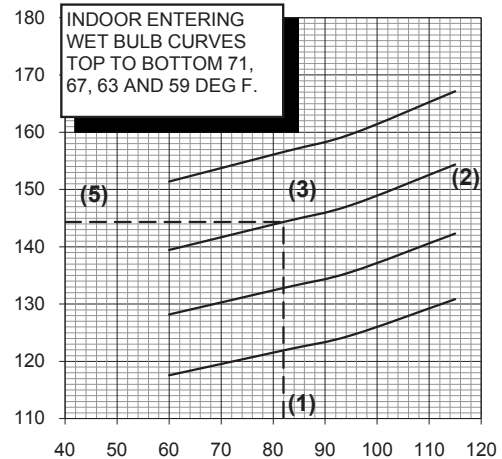 180
INDOOR ENTERING
WET BULB CURVES
TOP TO BOTTOM 71,
67, 63 AND 59 DEG F.
170
160
150
(5)
(3)
(2)
140
130
120
(1)
110
40 50 60 70 80 90 100 110 120